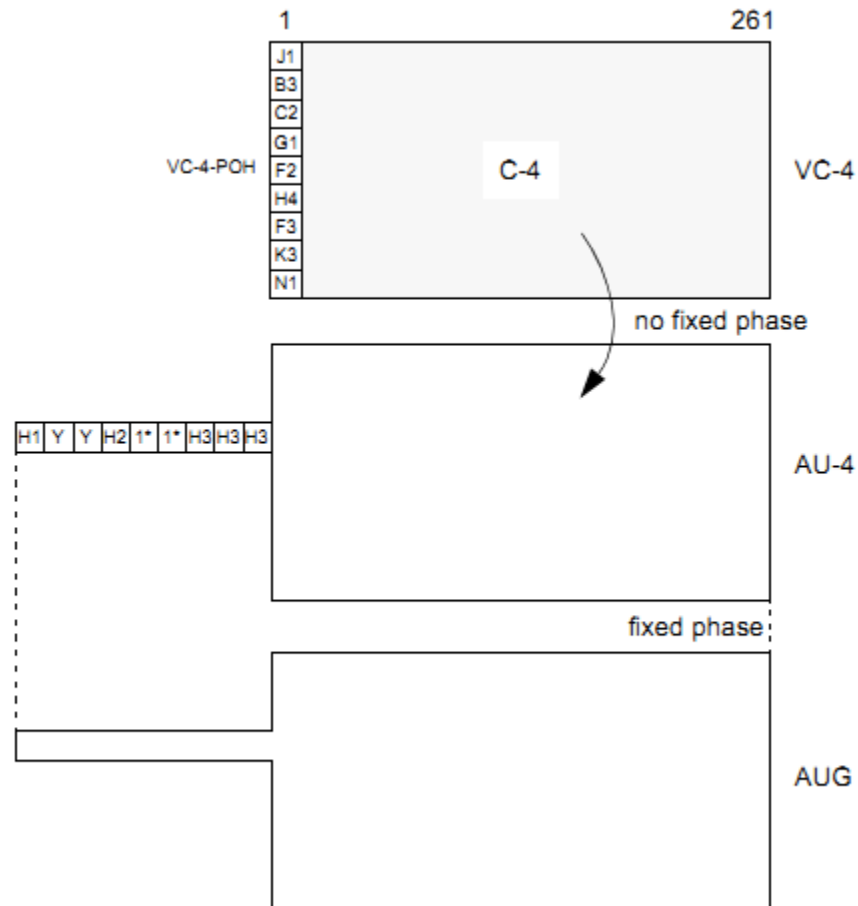 1 261
J1
B3
C2
G1
VC-4-POH F2 C-4 VC-4
H4
F3
K3
N1
no fixed phase
H1 Y Y H2 1* 1* H3 H3 H3
AU-4
fixed phase
AUG